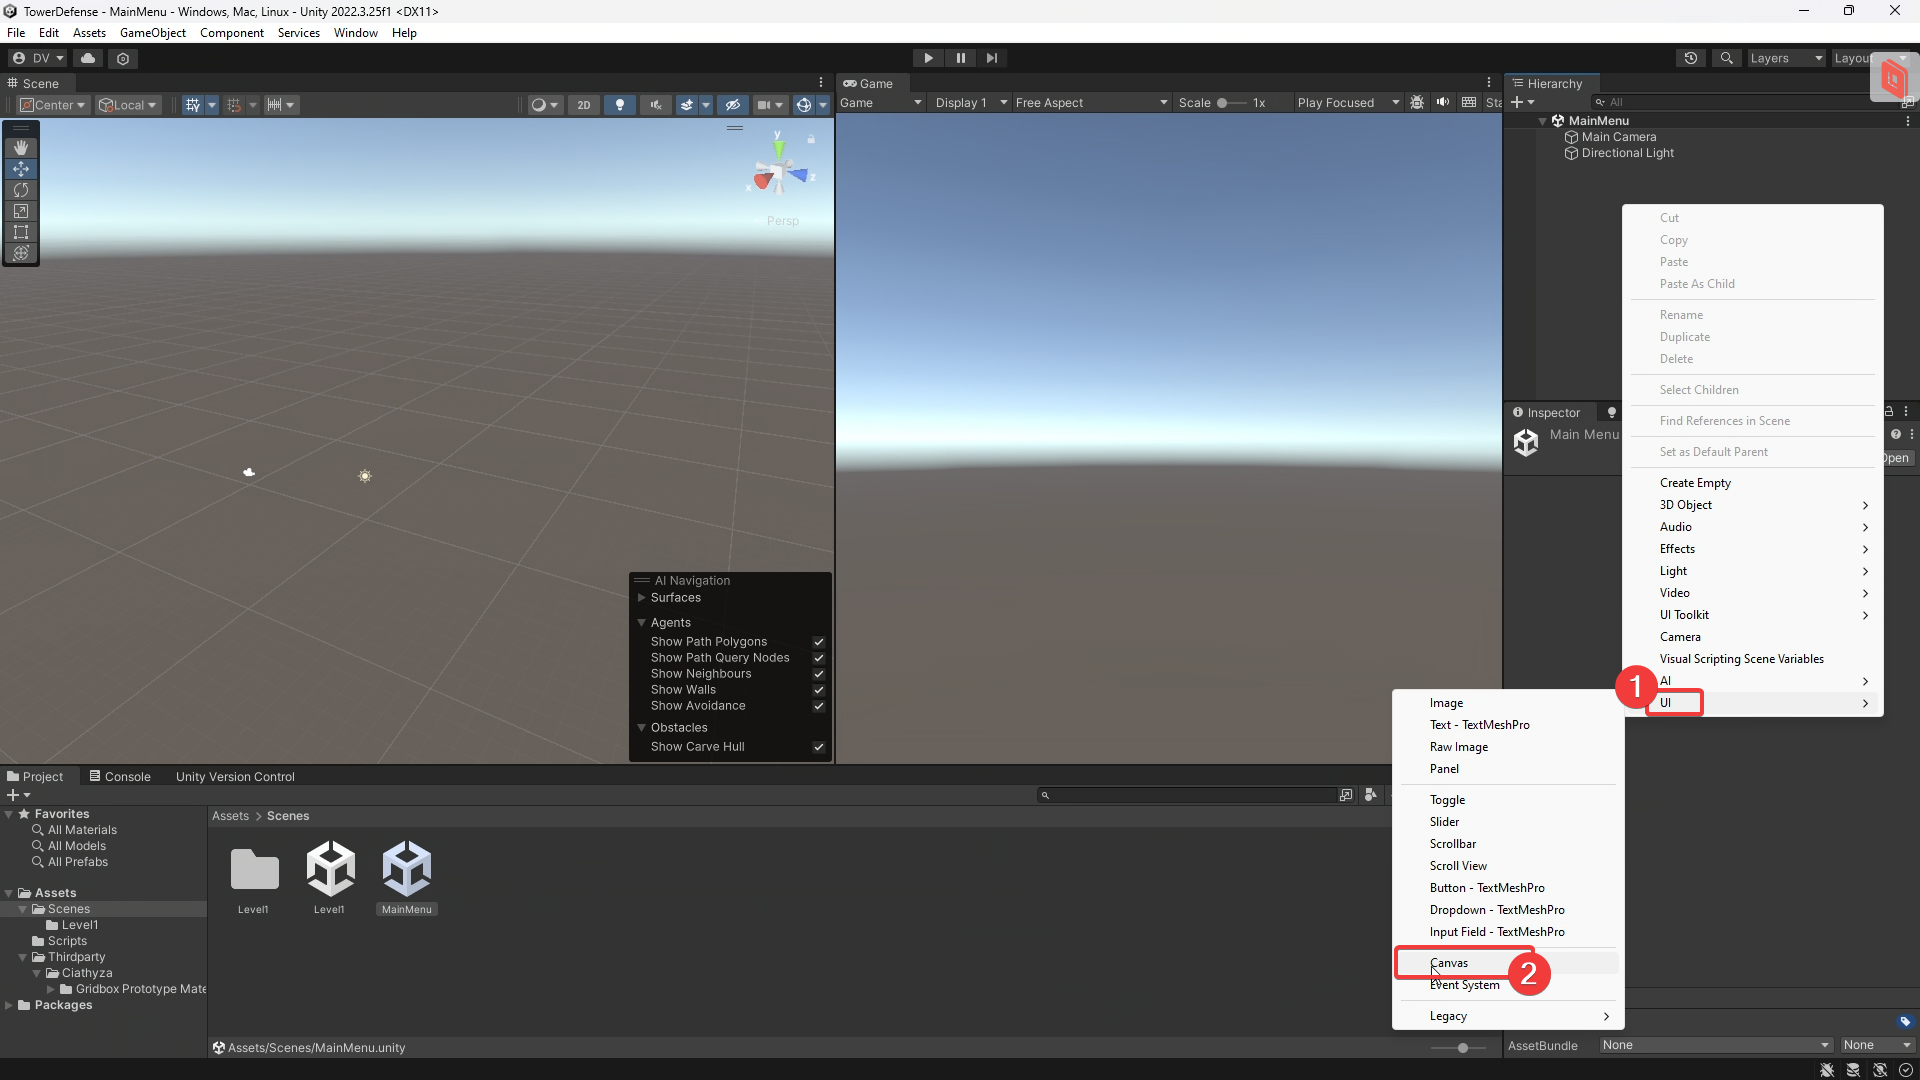 TowerDefense - MainMenu - Windows, Mac, Linux - Unity 2022.3.25f1 <DX11>
File Edit Assets GameObject Component Services Window Help
DV
Layers
Layout
Scene
Game
Hierarchy
Center
Local
2D
Game
Display 1
Free Aspect
Scale
1x
Play Focused
Sta
All
MainMenu
Main Camera
Directional Light
y
x
z
Persp
Cut
Copy
Paste
Paste As Child
Rename
Duplicate
Delete
Select Children
Find References in Scene
Set as Default Parent
Create Empty
3D Object
Audio
Effects
Light
Video
UI Toolkit
Camera
Visual Scripting Scene Variables
AI
UI
1
Inspector
Main Menu
Open
AI Navigation
Surfaces
Agents
Show Path Polygons
Show Path Query Nodes
Show Neighbours
Show Walls
Show Avoidance
Obstacles
Show Carve Hull
Image
Text - TextMeshPro
Raw Image
Panel
Toggle
Slider
Scrollbar
Scroll View
Button - TextMeshPro
Dropdown - TextMeshPro
Input Field - TextMeshPro
Canvas
2
Event System
Legacy
Project
Console
Unity Version Control
Favorites
All Materials
All Models
All Prefabs
Assets
Scenes
Level1
Scripts
Thirdparty
Ciathyza
Gridbox Prototype Mate
Packages
Assets > Scenes
Level1
Level1
MainMenu
Assets/Scenes/MainMenu.unity
AssetBundle
None
None